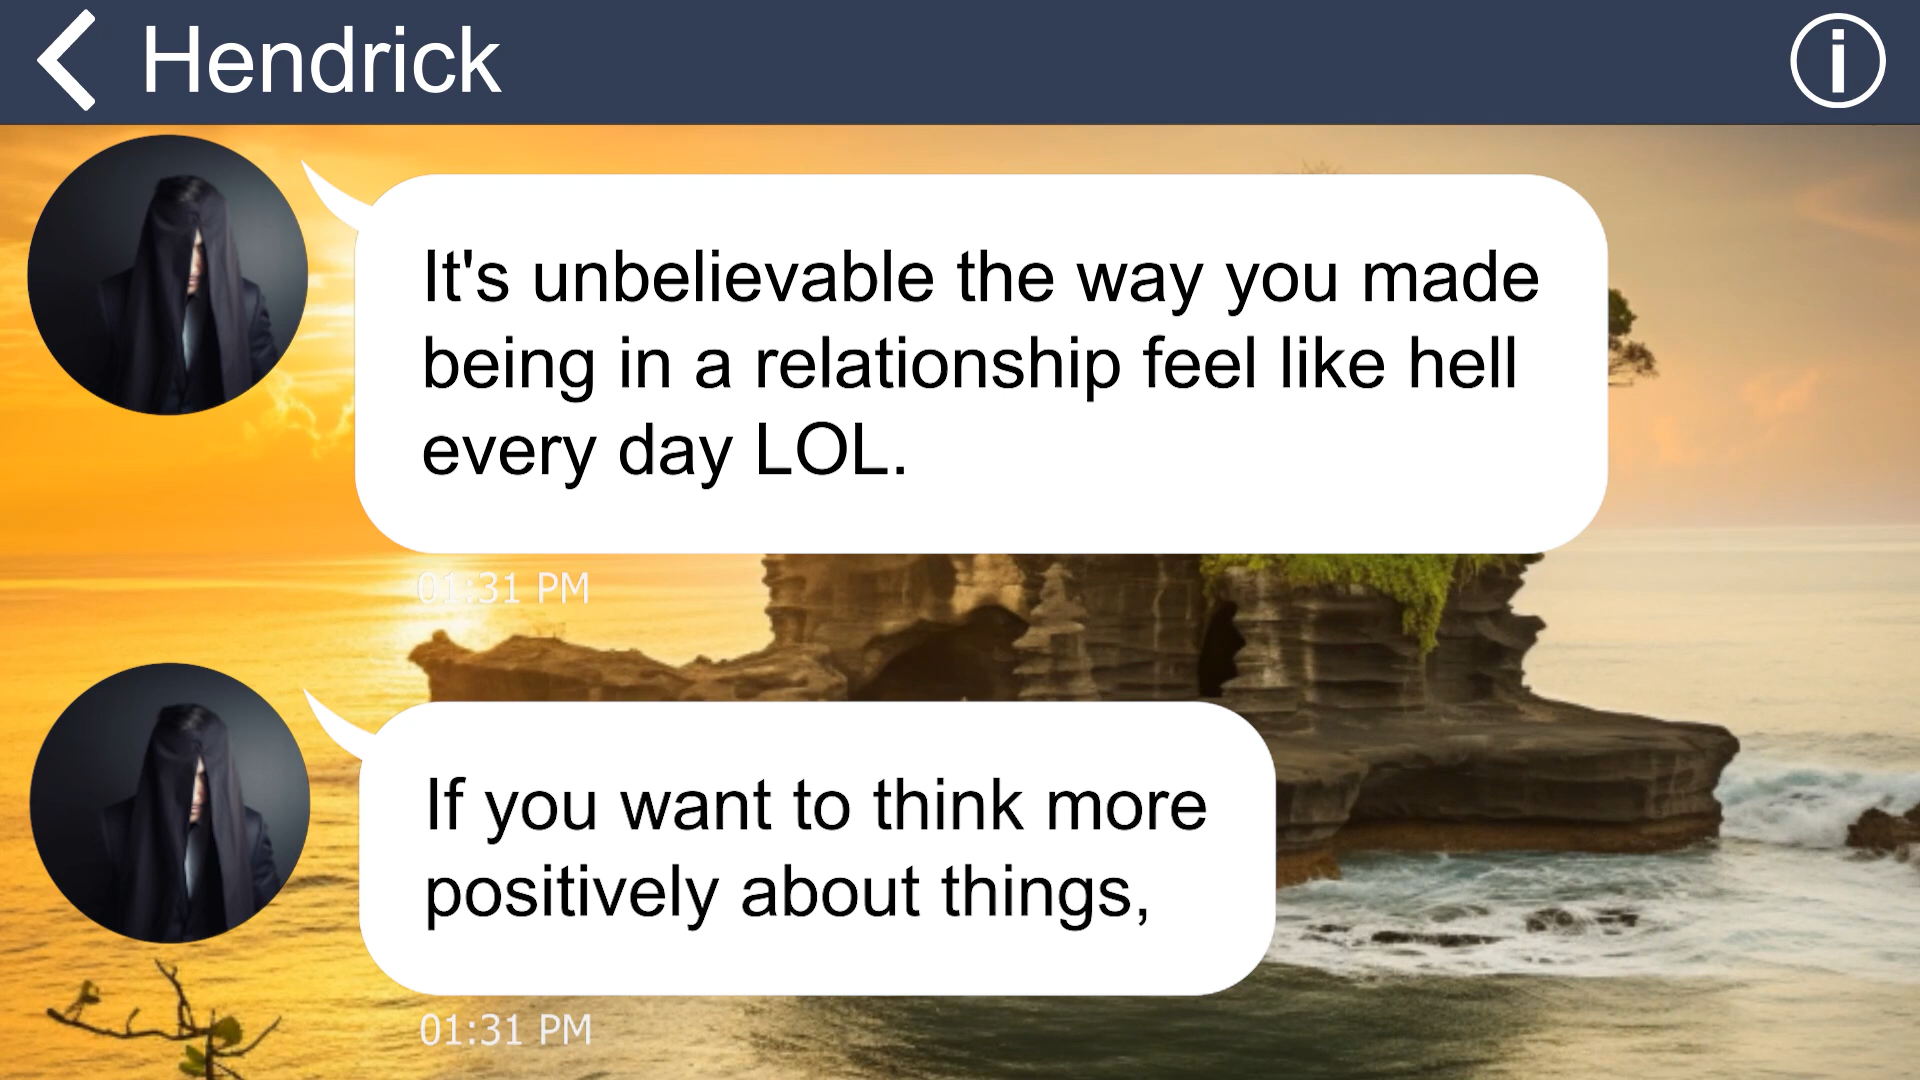 Hendrick
It's unbelievable the way you made
being in a relationship feel like hell
every day LOL.
01:31 PM
If you want to think more
positively about things,
01:31 PM